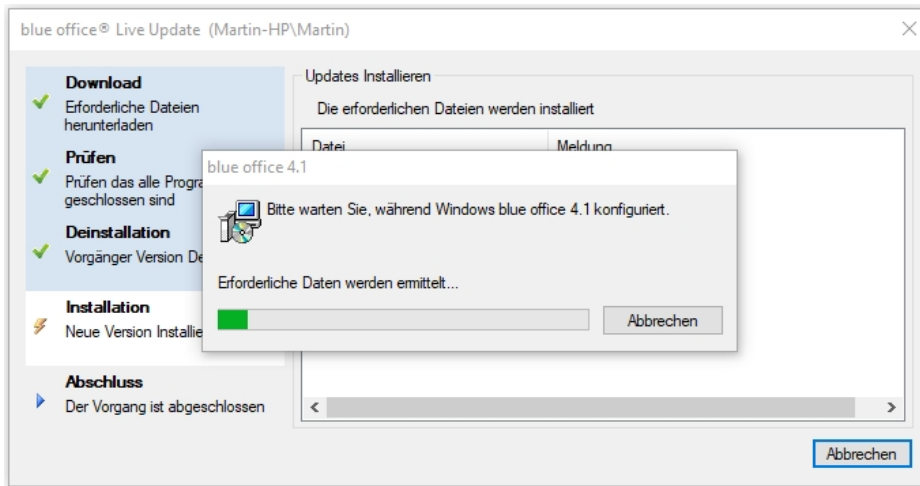 blue office® Live Update (Martin-HP\Martin)
Download
Erforderliche Dateien
herunterladen
Prüfen
Prüfen das alle
geschlossen sind
Deinstallation
Vorgänger Version
Installation
Neue Version
Abschluss
Der Vorgang ist abgeschlossen
Updates Installieren
Die erforderlichen Dateien werden installiert
Datei Meldung
blue office 4.1
Bitte warten Sie, während Windows blue office 4.1 konfiguriert.
Erforderliche Daten werden ermittelt...
Abbrechen
Abbrechen